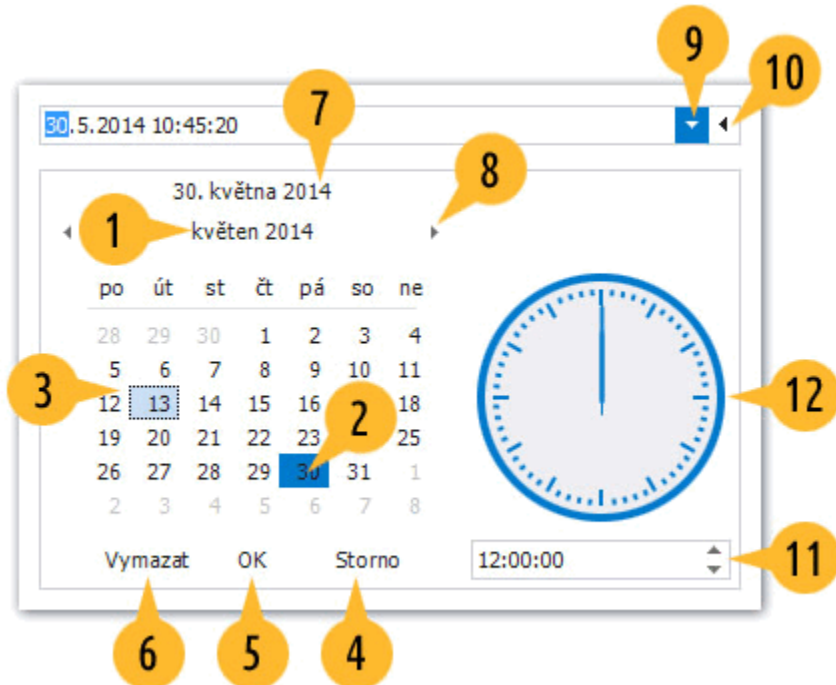 9
10
7
30.5.2014 10:45:20
8
30. května 2014
1
květen 2014
po út st čt pá so ne
28 29 30 1 2 3 4
5 6 7 8 9 10 11
3
12 13 14 15 16 18
12
2
19 20 21 22 23 25
26 27 28 29 30 31 1
2 3 4 5 6 7 8
Vymazat OK Storno
12:00:00
11
6 5 4